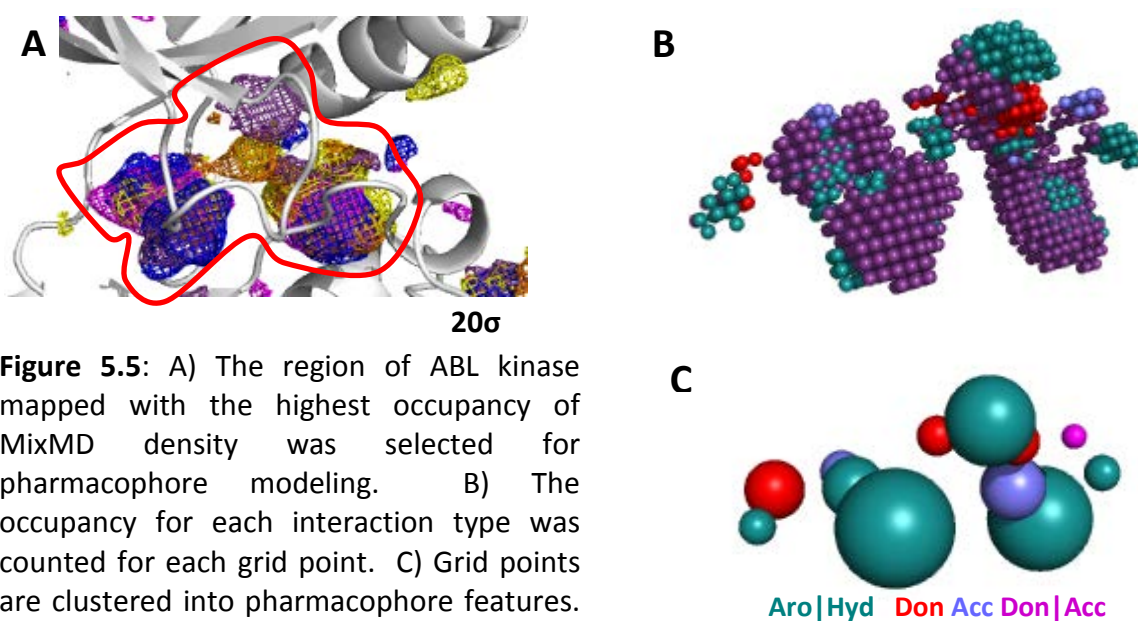 A
B
20σ
Figure 5.5: A) The region of ABL kinase
mapped with the highest occupancy of
MixMD density was selected for
pharmacophore modeling. B) The
occupancy for each interaction type was
counted for each grid point. C) Grid points
are clustered into pharmacophore features.
C
Aro|Hyd Don Acc Don|Acc